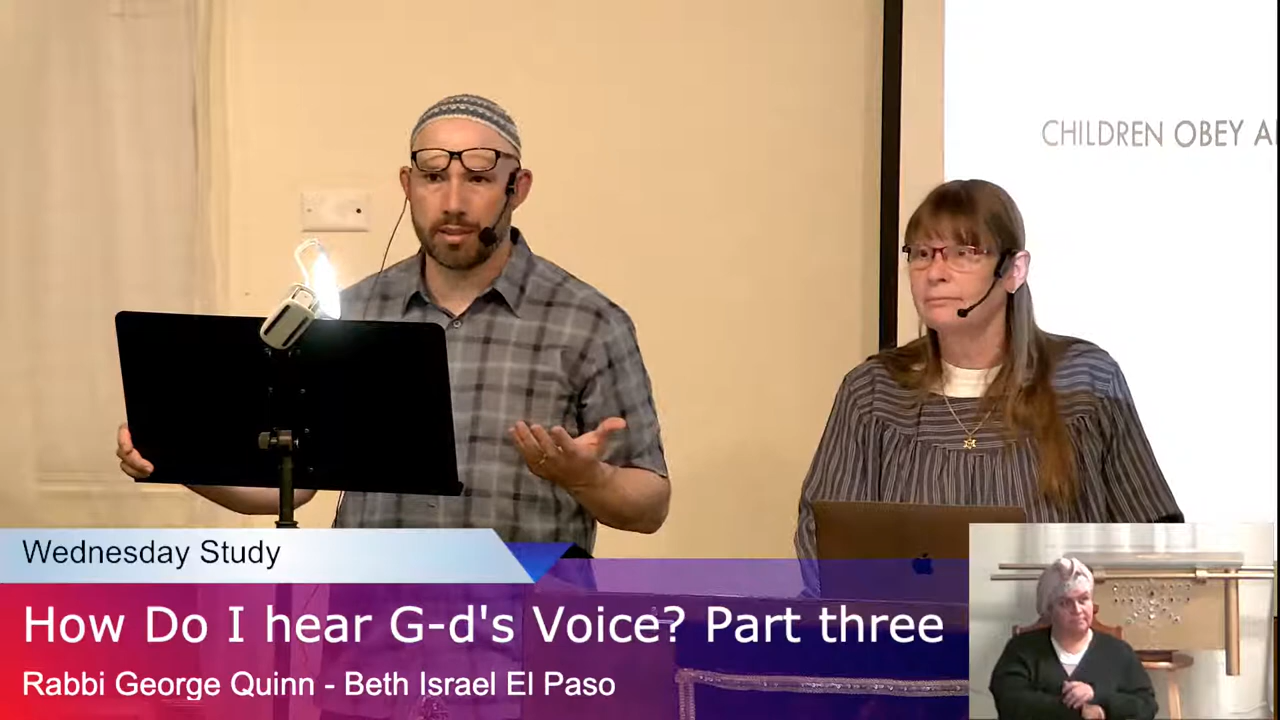 CHILDREN OBEY
Wednesday Study
How Do I hear G-d's Voice? Part three
Rabbi George Quinn - Beth Israel El Paso